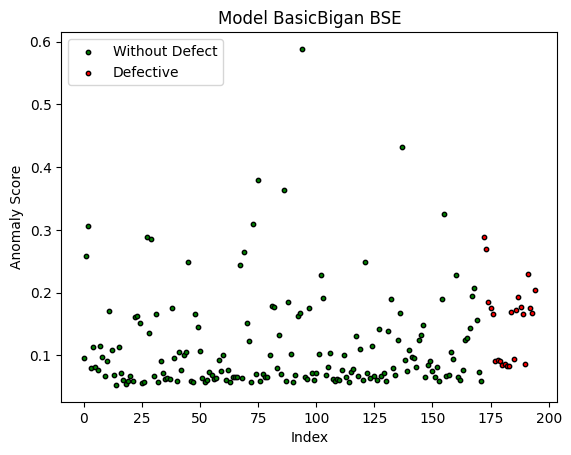 Model BasicBigan BSE
Without Defect
Defective
Anomaly Score
0.6
0.5
0.4
0.3
0.2
0.1
0 25 50 75 100 125 150 175 200
Index